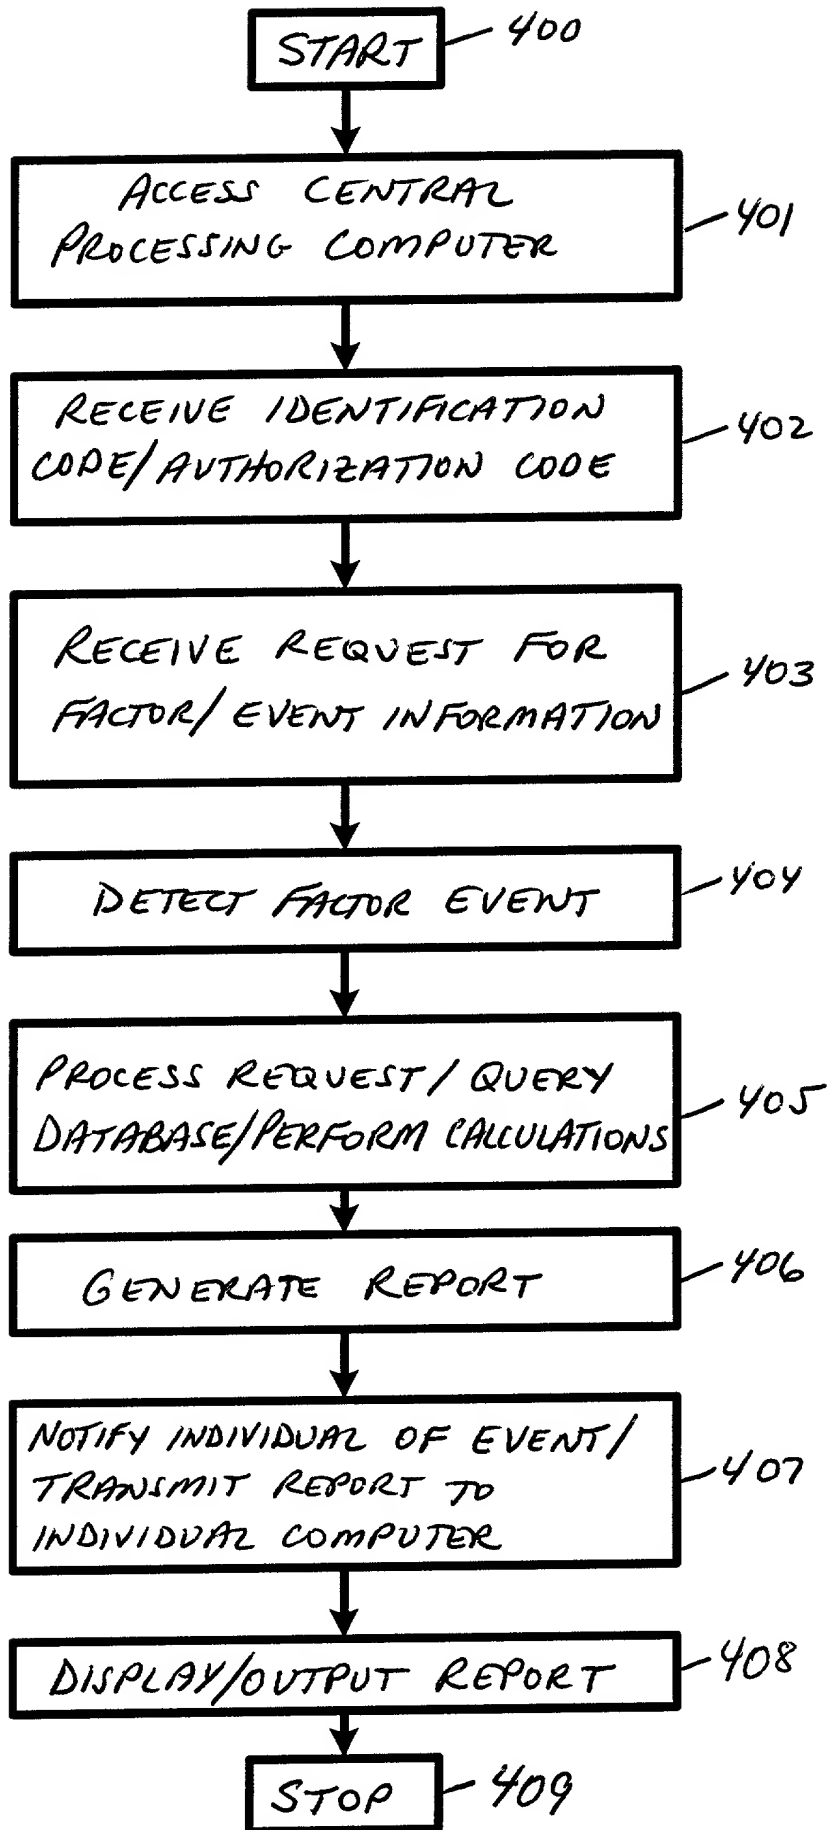 START
400
ACCESS CENTRAL
PROCESSING COMPUTER
401
RECEIVE IDENTIFICATION
CODE/AUTHORIZATION CODE
402
RECEIVE REQUEST FOR
FACTOR/EVENT INFORMATION
403
DETECT FACTOR EVENT
404
PROCESS REQUEST/QUERY
DATABASE/PERFORM CALCULATIONS
405
GENERATE REPORT
406
NOTIFY INDIVIDUAL OF EVENT/
TRANSMIT REPORT TO
INDIVIDUAL COMPUTER
407
DISPLAY/OUTPUT REPORT
408
STOP
409